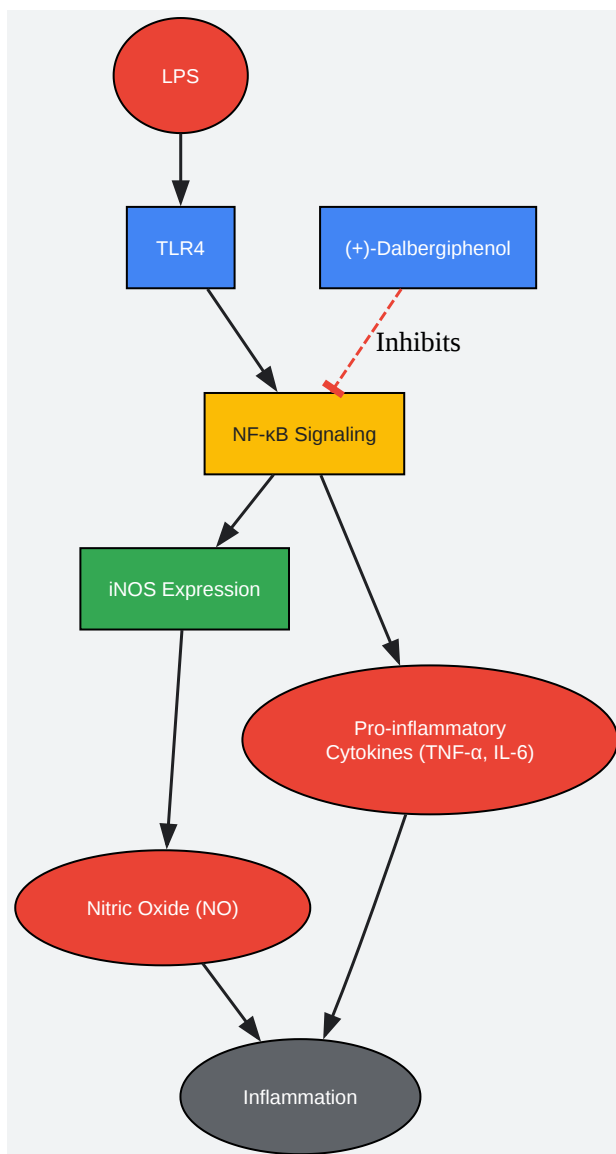 LPS
TLR4
(+)-Dalbergiphenol
Inhibits
NF-κB Signaling
iNOS Expression
Pro-inflammatory
Cytokines (TNF-α, IL-6)
Nitric Oxide (NO)
Inflammation